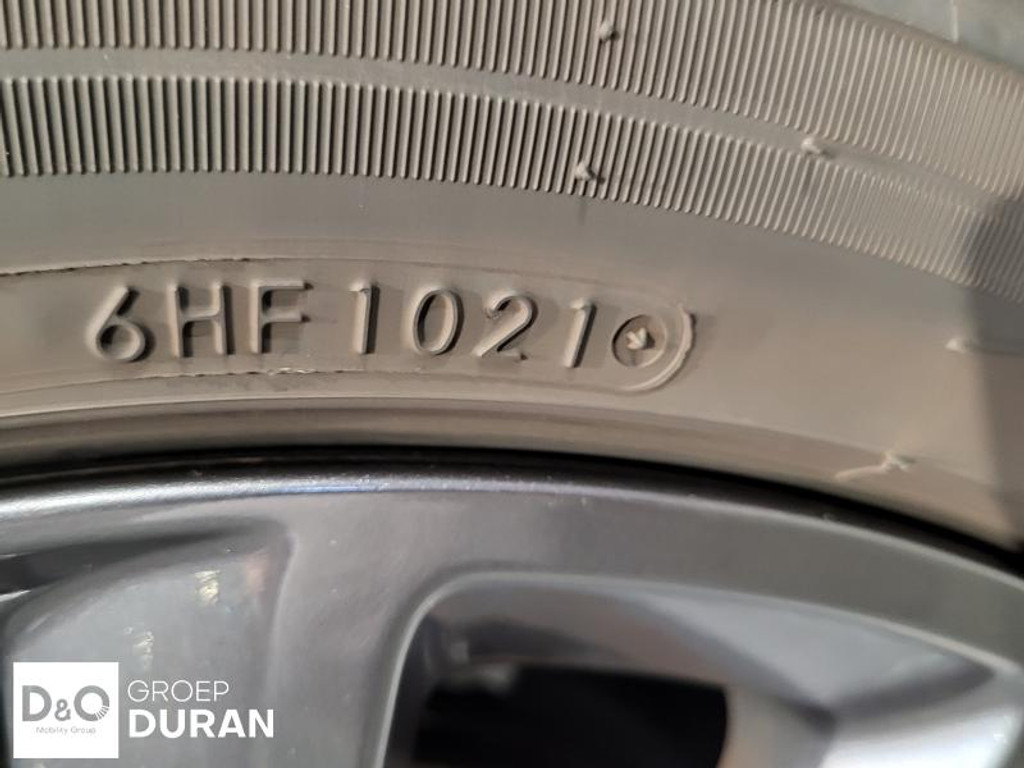 6HF 1021
D&O
Mobility Group
GROEP
DURAN